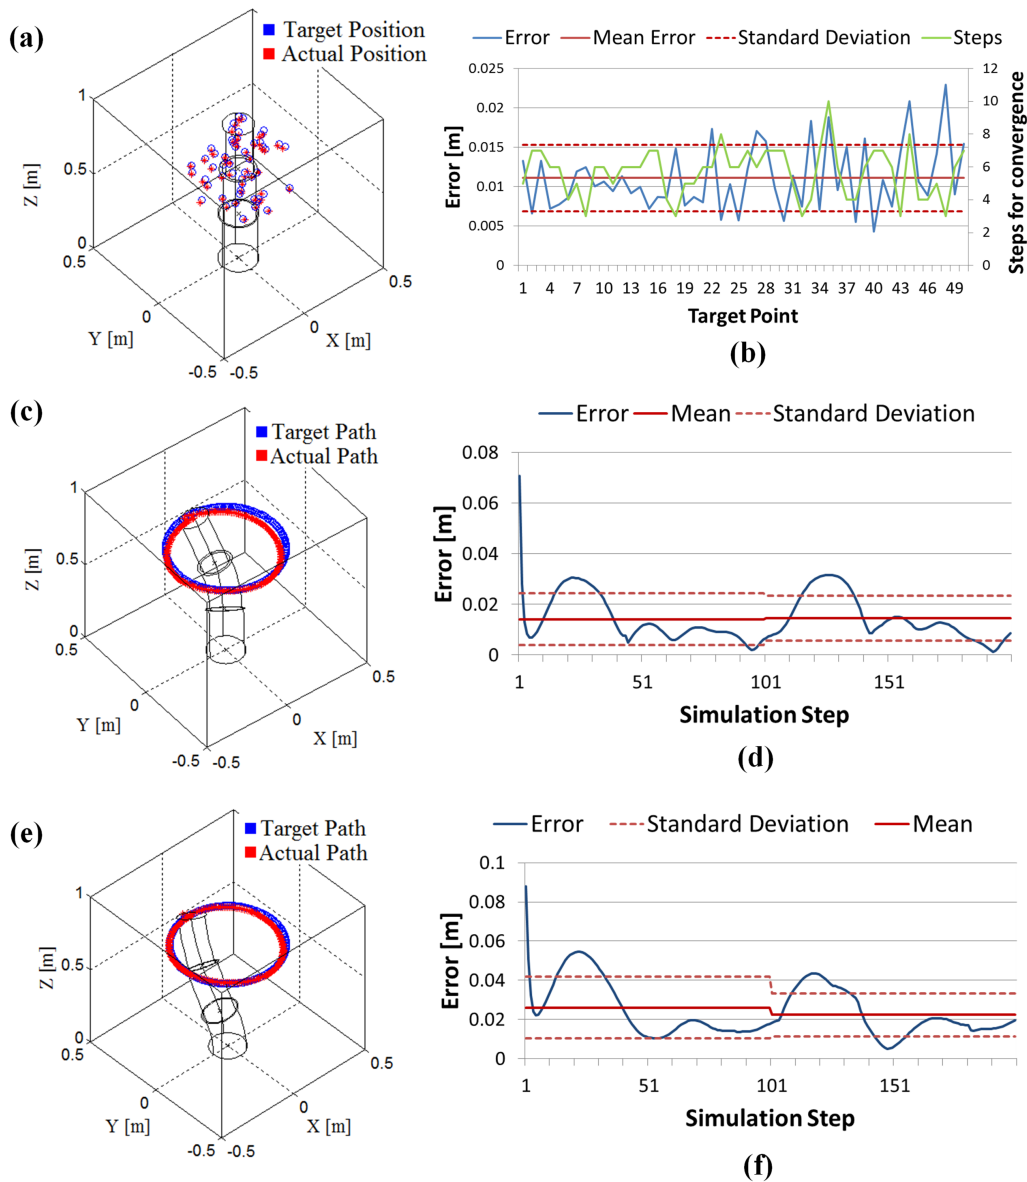 (a)
Target Position
Actual Position
1
0.5
0
0.5
0
-0.5
-0.5
0
0.5
Z [m]
Y [m]
X [m]
Error
Mean Error
Standard Deviation
Steps
0.025
0.02
0.015
0.01
0.005
0
12
10
8
6
4
2
0
Error [m]
Steps for convergence
1 4 7 10 13 16 19 22 25 28 31 34 37 40 43 46 49
Target Point
(b)
(c)
Target Path
Actual Path
1
0.5
0
0.5
0
-0.5
-0.5
0
0.5
Z [m]
Y [m]
X [m]
Error
Mean
Standard Deviation
0.08
0.06
0.04
0.02
0
Error [m]
1 51 101 151
Simulation Step
(d)
(e)
Target Path
Actual Path
1
0.5
0
0.5
0
-0.5
-0.5
0
0.5
Z [m]
Y [m]
X [m]
Error
Standard Deviation
Mean
0.1
0.08
0.06
0.04
0.02
0
Error [m]
1 51 101 151
Simulation Step
(f)